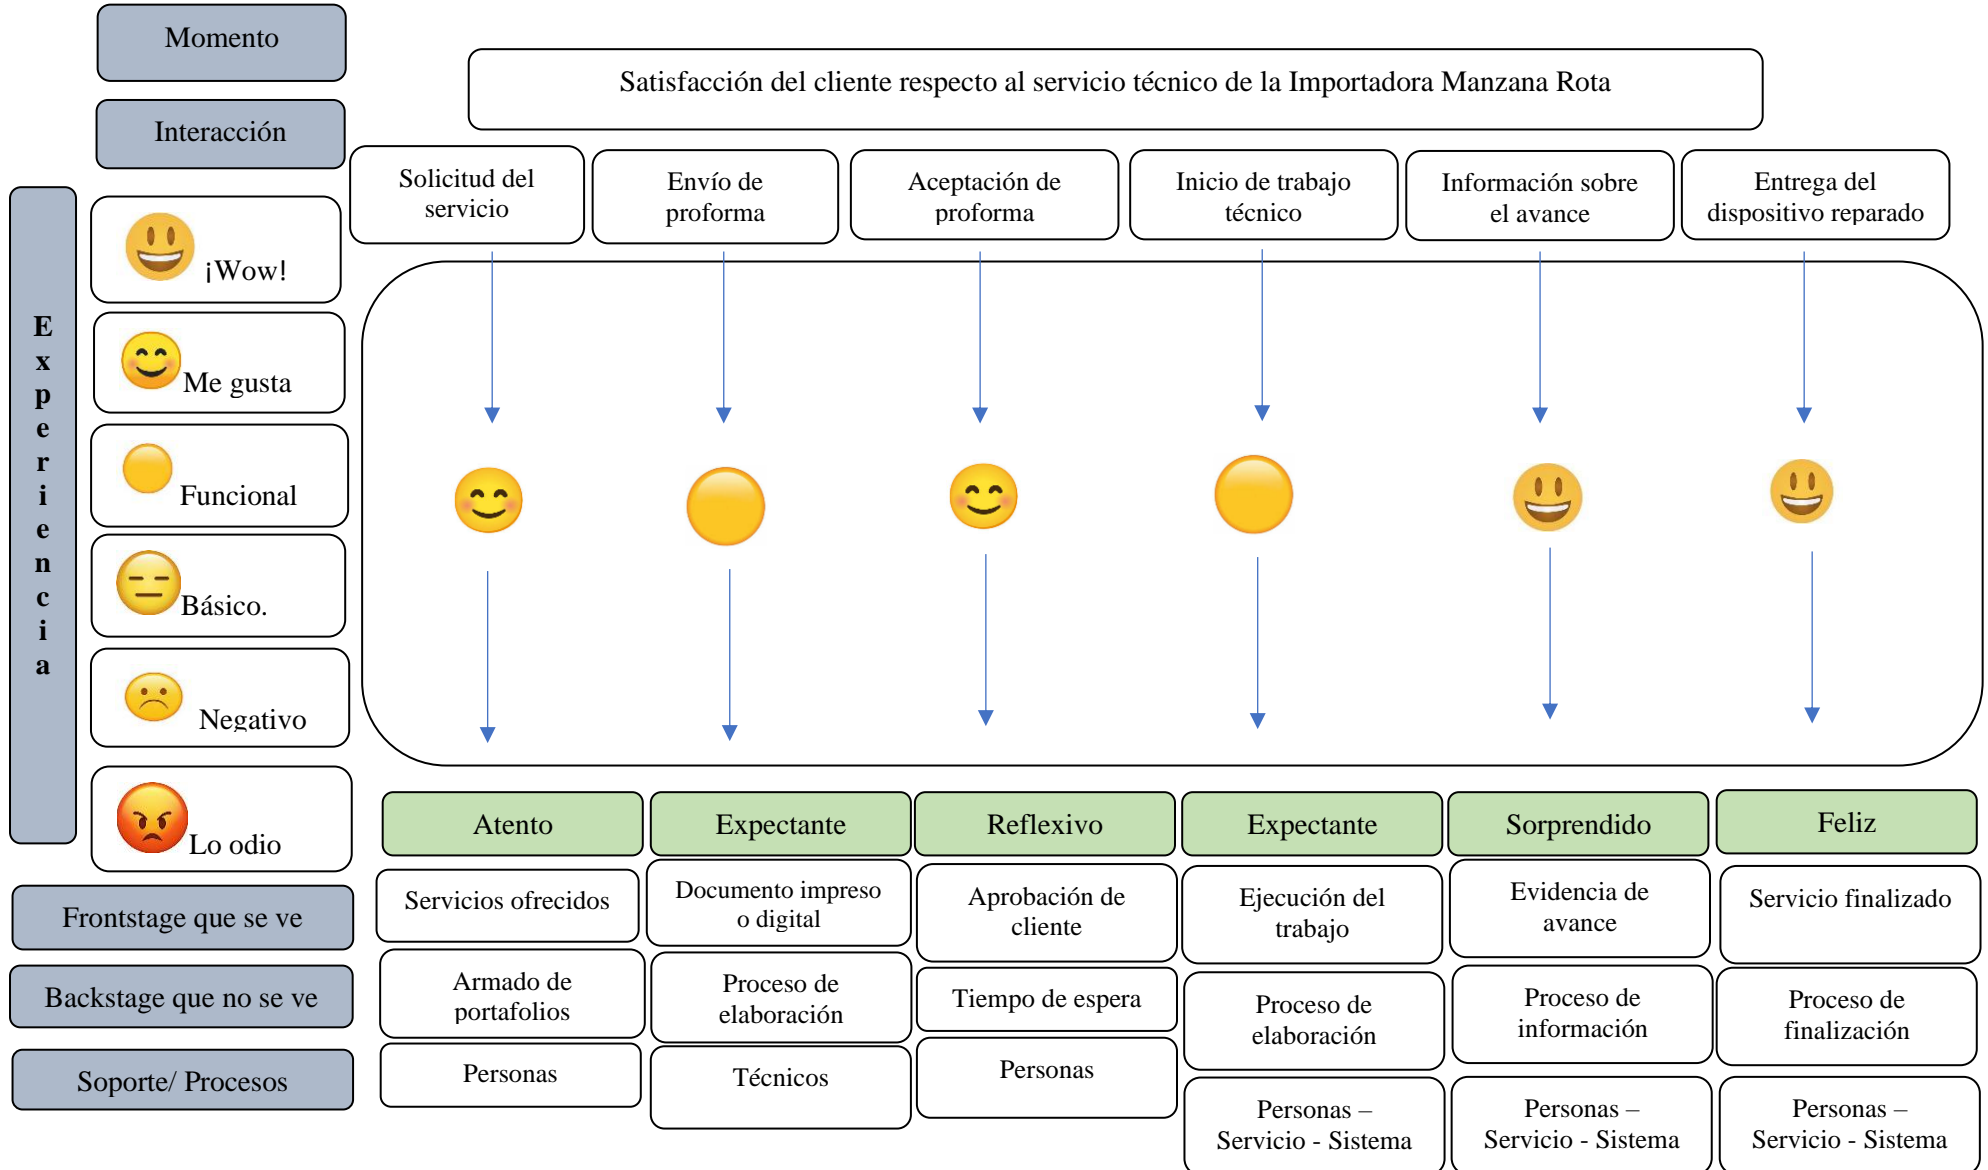 Momento
Satisfacción del cliente respecto al servicio técnico de la Importadora Manzana Rota
Interacción
Solicitud del
servicio
Envío de
proforma
Aceptación de
proforma
Inicio de trabajo
técnico
Información sobre
el avance
Entrega del
dispositivo reparado
Experiencia
¡Wow!
Me gusta
Funcional
Básico.
Negativo
Lo odio
Atento
Expectante
Reflexivo
Expectante
Sorprendido
Feliz
Frontstage que se ve
Servicios ofrecidos
Documento impreso
o digital
Aprobación de
cliente
Ejecución del
trabajo
Evidencia de
avance
Servicio finalizado
Backstage que no se ve
Armado de
portafolios
Proceso de
elaboración
Tiempo de espera
Proceso de
elaboración
Proceso de
información
Proceso de
finalización
Soporte/ Procesos
Personas
Técnicos
Personas
Personas –
Servicio - Sistema
Personas –
Servicio - Sistema
Personas –
Servicio - Sistema